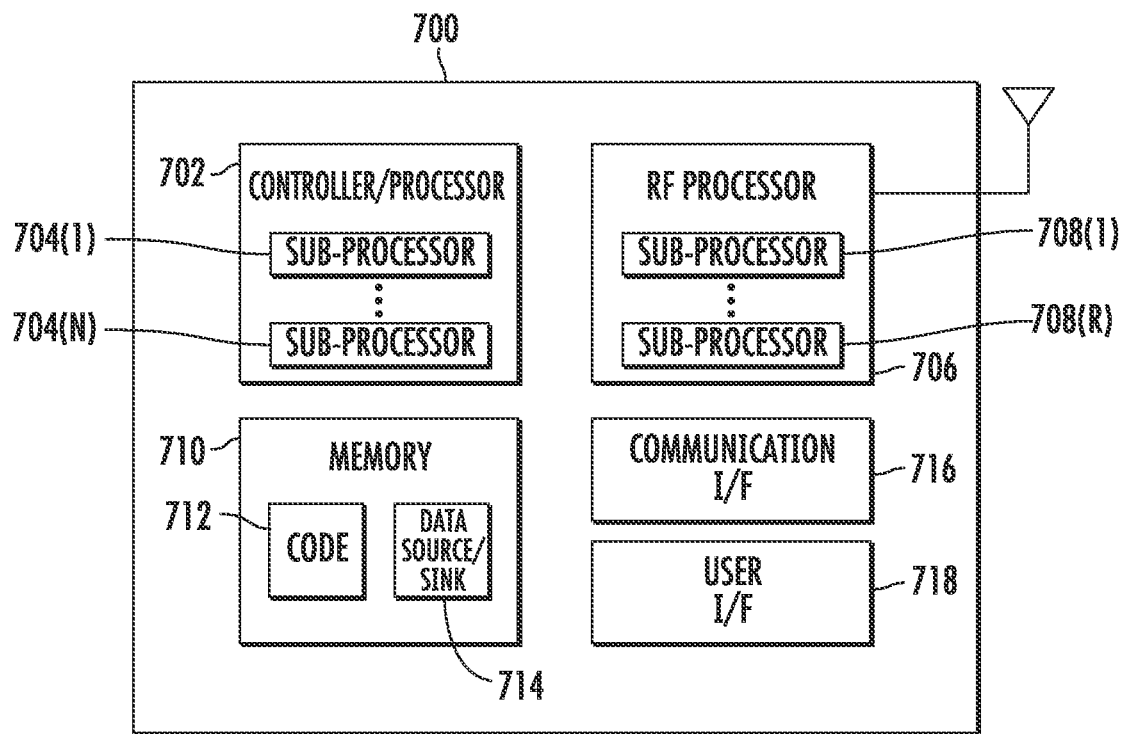 700
702
CONTROLLER/PROCESSOR
RF PROCESSOR
704(1)
SUB-PROCESSOR
SUB-PROCESSOR
708(1)
704(N)
SUB-PROCESSOR
SUB-PROCESSOR
708(R)
706
710
MEMORY
COMMUNICATION
I/F
716
712
CODE
DATA
SOURCE/
SINK
USER
I/F
718
714